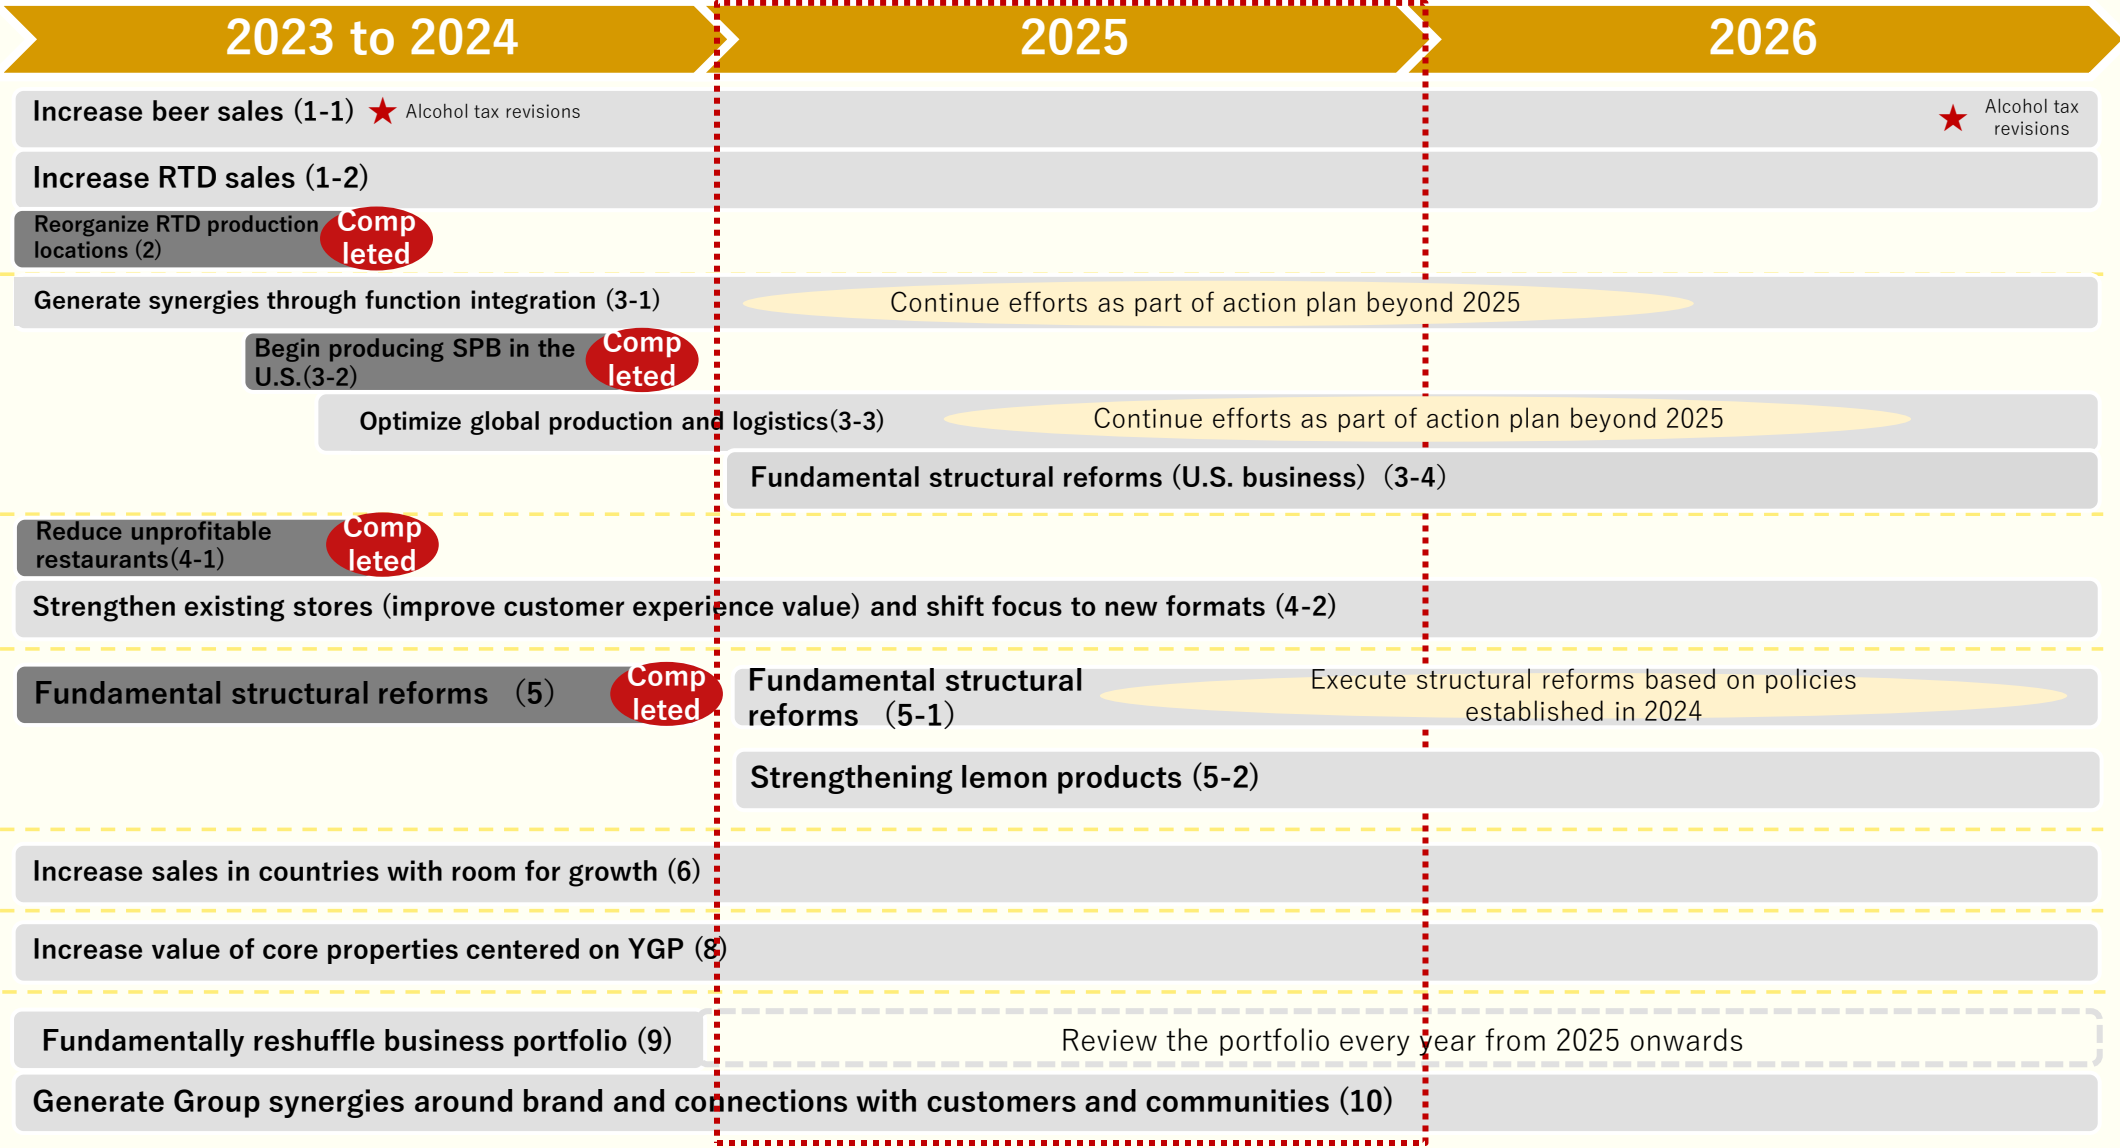 2023 to 2024
2025
2026
Increase beer sales (1-1)
★ Alcohol tax revisions
★ Alcohol tax
revisions
Increase RTD sales (1-2)
Reorganize RTD production
locations (2)
Comp
leted
Generate synergies through function integration (3-1)
Continue efforts as part of action plan beyond 2025
Begin producing SPB in the
U.S.(3-2)
Comp
leted
Optimize global production and logistics(3-3)
Continue efforts as part of action plan beyond 2025
Fundamental structural reforms (U.S. business) (3-4)
Reduce unprofitable
restaurants(4-1)
Comp
leted
Strengthen existing stores (improve customer experience value) and shift focus to new formats (4-2)
Fundamental structural reforms (5)
Comp
leted
Fundamental structural
reforms (5-1)
Execute structural reforms based on policies
established in 2024
Strengthening lemon products (5-2)
Increase sales in countries with room for growth (6)
Increase value of core properties centered on YGP (8)
Fundamentally reshuffle business portfolio (9)
Review the portfolio every year from 2025 onwards
Generate Group synergies around brand and connections with customers and communities (10)